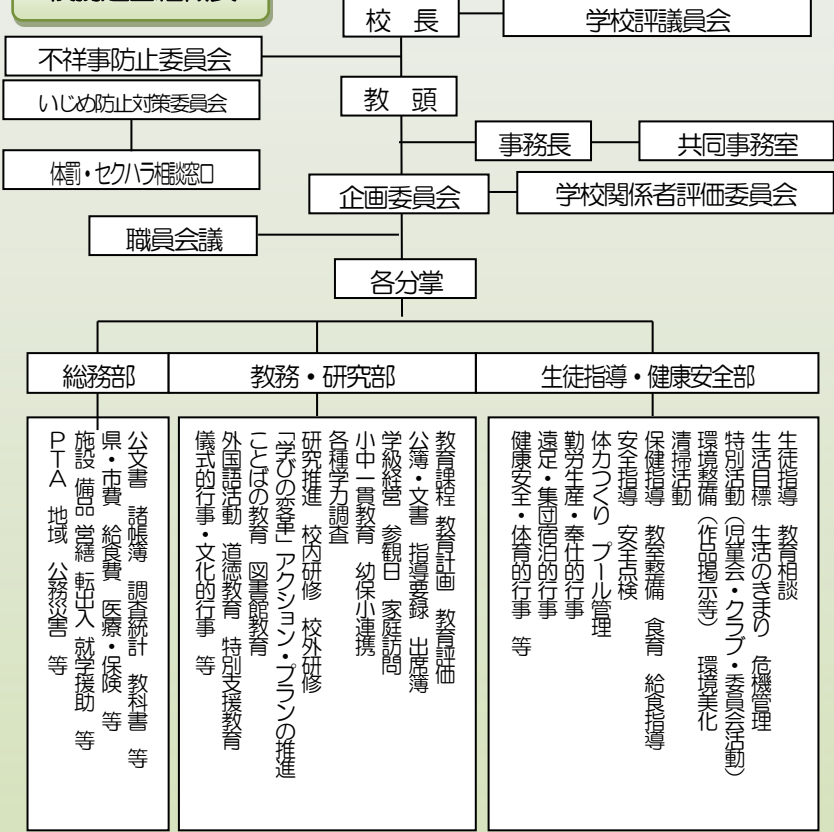 校 長
学校評議員会
不祥事防止委員会
いじめ防止対策委員会
教 頭
事務長
共同事務室
体罰・セクハラ相談窓口
企画委員会
学校関係者評価委員会
職員会議
各分掌
総務部
教務・研究部
生徒指導・健康安全部
公文書 諸帳簿 調査統計 教科書 等
県・市費 給食費 医療・保険 等
施設 備品 営繕 転出入 就学援助 等
PTA 地域 公務災害 等
教育課程 教育計画 教育評価
公簿・文書 指導要録 出席簿
学級経営 参観日 家庭訪問
小中一貫教育 幼保小連携
各種学力調査
研究推進 校内研修 校外研修
「学びの変革」アクション・プランの推進
ことばの教育 図書館教育
外国語活動 道徳教育 特別支援教育
儀式的行事・文化的行事 等
生徒指導 教育相談
生活目標 生活のきまり 危機管理
特別活動(児童会・クラブ・委員会活動)
環境整備(作品掲示等) 環境美化
清掃活動
保健指導 教室整備 食育 給食指導
安全指導 安全点検
体力つくり プール管理
勤労生産・奉仕的行事
遠足・集団宿泊的行事
健康安全・体育的行事 等